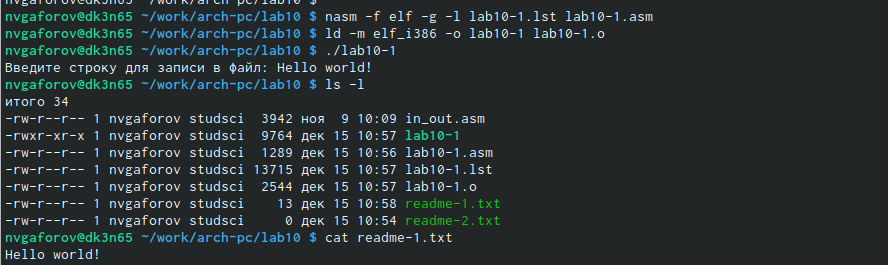 nvgaforov@dk3n65 ~/work/arch-pc/lab10 $ nasm -f elf -g -l lab10-1.lst lab10-1.asm
nvgaforov@dk3n65 ~/work/arch-pc/lab10 $ ld -m elf_i386 -o lab10-1 lab10-1.o
nvgaforov@dk3n65 ~/work/arch-pc/lab10 $ ./lab10-1
Введите строку для записи в файл: Hello world!
nvgaforov@dk3n65 ~/work/arch-pc/lab10 $ ls -l
итого 34
-rw-r--r-- 1 nvgaforov studsci  3942 ноя  9 10:09 in_out.asm
-rwxr-xr-x 1 nvgaforov studsci  9764 дек 15 10:57 lab10-1
-rw-r--r-- 1 nvgaforov studsci  1289 дек 15 10:56 lab10-1.asm
-rw-r--r-- 1 nvgaforov studsci 13715 дек 15 10:57 lab10-1.lst
-rw-r--r-- 1 nvgaforov studsci  2544 дек 15 10:57 lab10-1.o
-rw-r--r-- 1 nvgaforov studsci    13 дек 15 10:58 readme-1.txt
-rw-r--r-- 1 nvgaforov studsci     0 дек 15 10:54 readme-2.txt
nvgaforov@dk3n65 ~/work/arch-pc/lab10 $ cat readme-1.txt
Hello world!